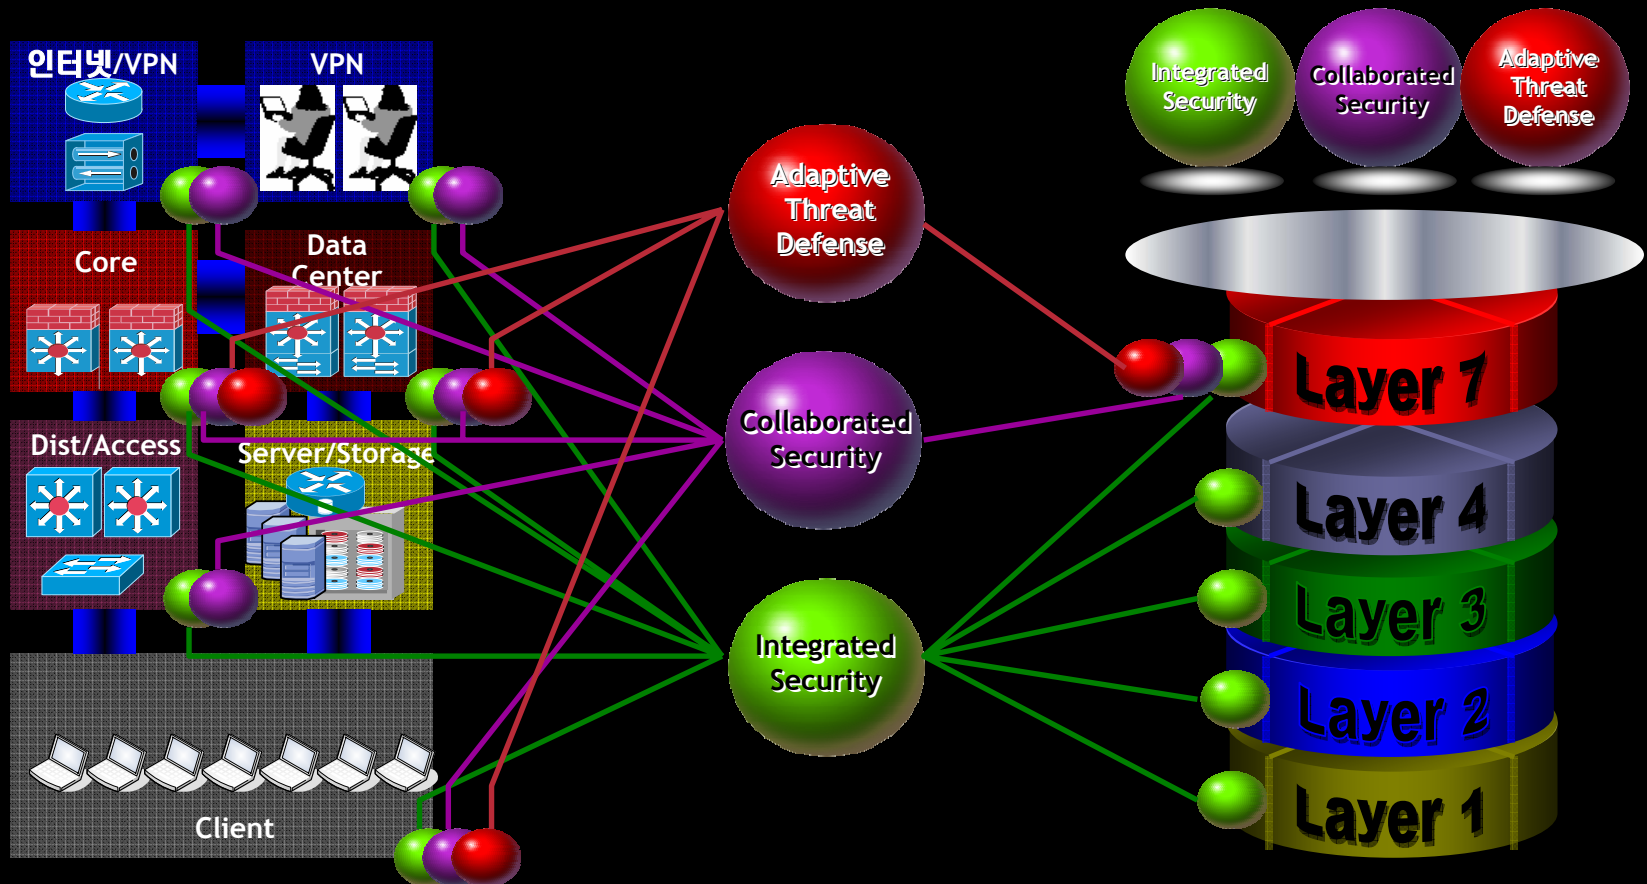 인터넷/VPN
VPN
Core
Data
Center
Dist/Access
Server/Storage
Client
Adaptive
Threat
Defense
Collaborated
Security
Integrated
Security
Integrated
Security
Collaborated
Security
Adaptive
Threat
Defense
Layer 7
Layer 4
Layer 3
Layer 2
Layer 1